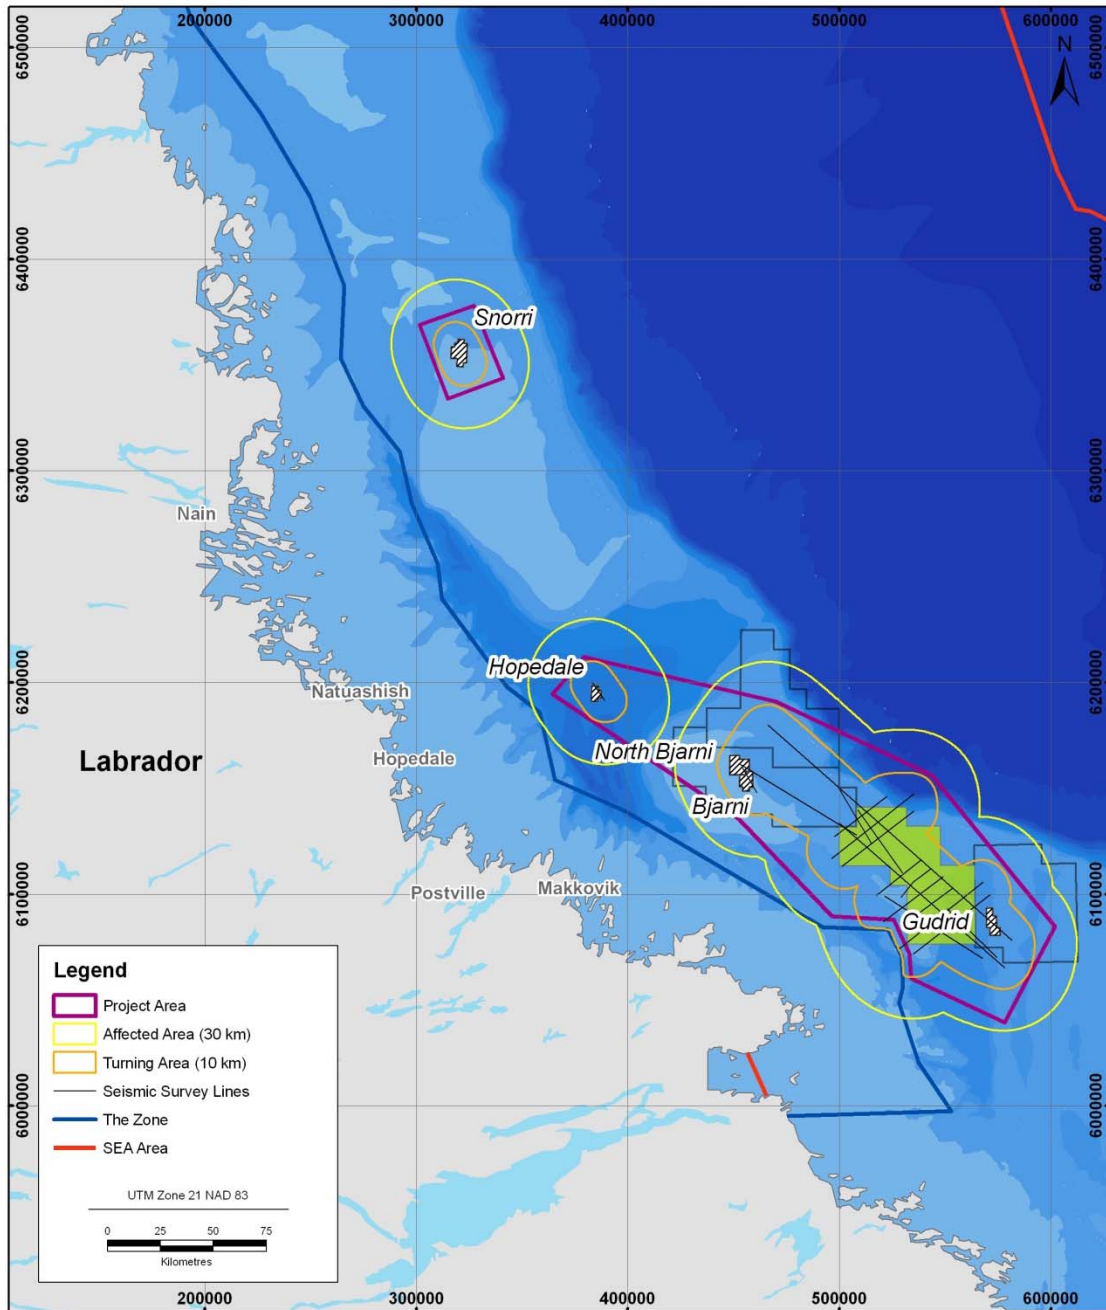 200000 300000 400000 500000 600000
6500000 6500000
N
6400000 6400000
Snorri
6300000 6300000
Nain
Hopedale
6200000 6200000
Natuashish
North Bjarni
Labrador
Hopedale
Bjarni
Postville
Makkovik
6100000 6100000
Gudrid
Legend
Project Area
Affected Area (30 km)
Turning Area (10 km)
Seismic Survey Lines
The Zone
SEA Area
6000000 6000000
UTM Zone 21 NAD 83
0 25 50 75
Kilometres
200000 300000 400000 500000 600000